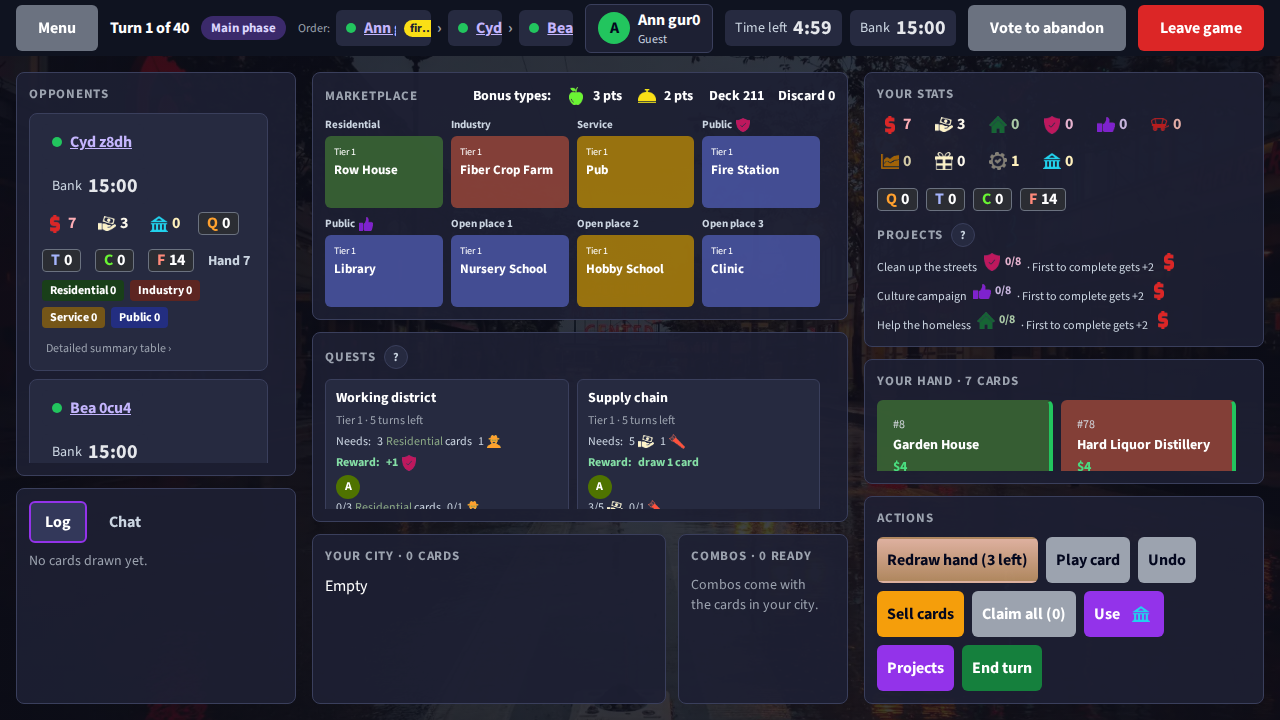 Menu
Turn 1 of 40
Main phase
Order:
Ann
fir…
›
Cyd
›
Bea
A
Ann gur0
Guest
Time left 4:59
Bank 15:00
Vote to abandon
Leave game
OPPONENTS
Cyd z8dh
Bank 15:00
7 3 0 Q 0
T 0 C 0 F 14 Hand 7
Residential 0 Industry 0
Service 0 Public 0
Detailed summary table ›
Bea 0cu4
Bank 15:00
Log Chat
No cards drawn yet.
MARKETPLACE Bonus types: 3 pts 2 pts Deck 211 Discard 0
Residential Industry Service Public
Tier 1 Tier 1 Tier 1 Tier 1
Row House Fiber Crop Farm Pub Fire Station
Public Open place 1 Open place 2 Open place 3
Tier 1 Tier 1 Tier 1 Tier 1
Library Nursery School Hobby School Clinic
QUESTS ?
Working district
Tier 1 · 5 turns left
Needs: 3 Residential cards 1
Reward: +1
A
0/3 Residential cards 0/1
Supply chain
Tier 1 · 5 turns left
Needs: 5 1
Reward: draw 1 card
A
3/5 0/1
YOUR CITY · 0 CARDS
Empty
COMBOS · 0 READY
Combos come with
the cards in your city.
YOUR STATS
7 3 0 0 0 0
0 0 1 0
Q 0 T 0 C 0 F 14
PROJECTS ?
Clean up the streets 0/8 · First to complete gets +2
Culture campaign 0/8 · First to complete gets +2
Help the homeless 0/8 · First to complete gets +2
YOUR HAND · 7 CARDS
#8
Garden House
$4
#78
Hard Liquor Distillery
$4
ACTIONS
Redraw hand (3 left) Play card Undo
Sell cards Claim all (0) Use
Projects End turn